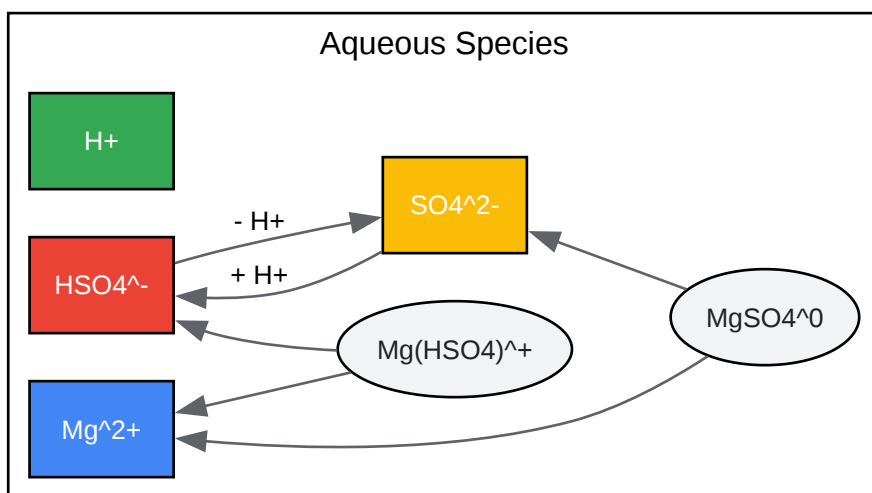 Aqueous Species
H+
SO4^2-
- H+
+ H+
HSO4^-
MgSO4^0
Mg(HSO4)^+
Mg^2+